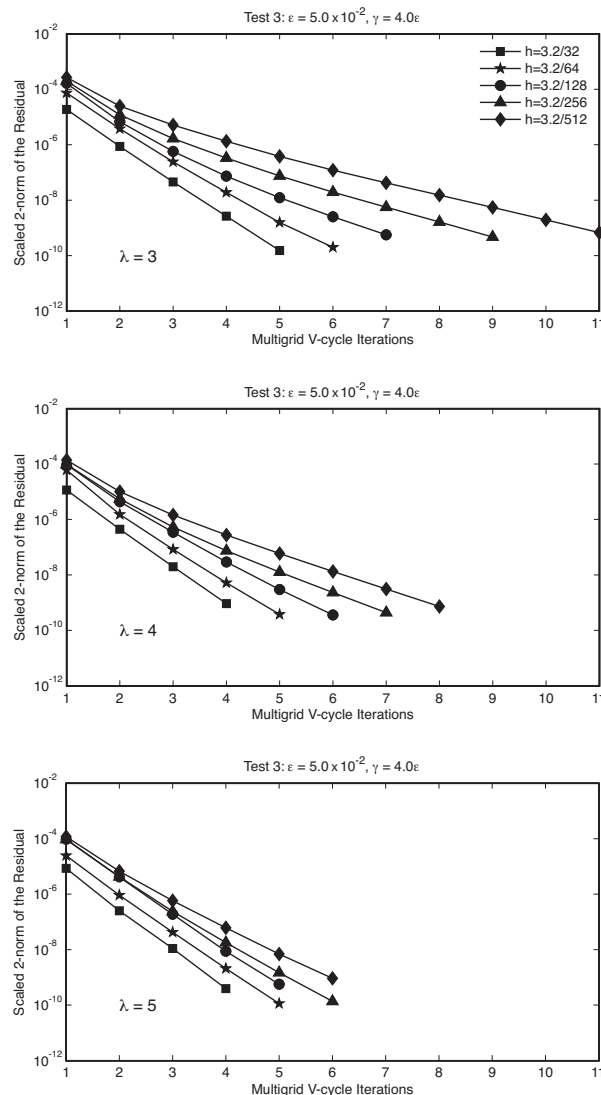 Test 3: ε = 5.0 x 10⁻², γ = 4.0ε
10⁻²
10⁻⁴
10⁻⁶
10⁻⁸
10⁻¹⁰
10⁻¹²
Scaled 2-norm of the Residual
h=3.2/32
h=3.2/64
h=3.2/128
h=3.2/256
h=3.2/512
λ = 3
1 2 3 4 5 6 7 8 9 10 11
Multigrid V-cycle Iterations
Test 3: ε = 5.0 x 10⁻², γ = 4.0ε
10⁻²
10⁻⁴
10⁻⁶
10⁻⁸
10⁻¹⁰
10⁻¹²
Scaled 2-norm of the Residual
λ = 4
1 2 3 4 5 6 7 8 9 10 11
Multigrid V-cycle Iterations
Test 3: ε = 5.0 x 10⁻², γ = 4.0ε
10⁻²
10⁻⁴
10⁻⁶
10⁻⁸
10⁻¹⁰
10⁻¹²
Scaled 2-norm of the Residual
λ = 5
1 2 3 4 5 6 7 8 9 10 11
Multigrid V-cycle Iterations